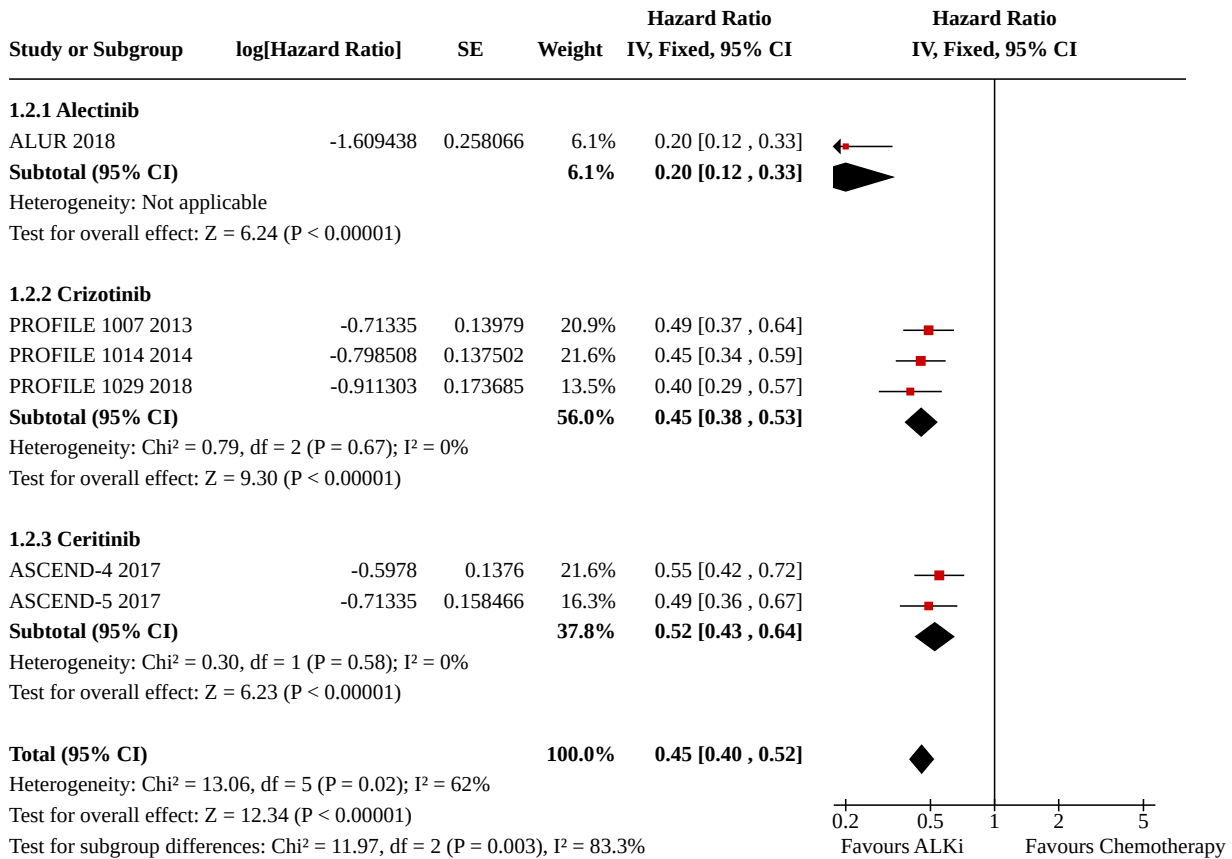 Hazard Ratio Hazard Ratio
Study or Subgroup log[Hazard Ratio] SE Weight IV, Fixed, 95% CI IV, Fixed, 95% CI
1.2.1 Alectinib
ALUR 2018 -1.609438 0.258066 6.1% 0.20 [0.12 , 0.33]
Subtotal (95% CI) 6.1% 0.20 [0.12 , 0.33]
Heterogeneity: Not applicable
Test for overall effect: Z = 6.24 (P < 0.00001)
1.2.2 Crizotinib
PROFILE 1007 2013 -0.71335 0.13979 20.9% 0.49 [0.37 , 0.64]
PROFILE 1014 2014 -0.798508 0.137502 21.6% 0.45 [0.34 , 0.59]
PROFILE 1029 2018 -0.911303 0.173685 13.5% 0.40 [0.29 , 0.57]
Subtotal (95% CI) 56.0% 0.45 [0.38 , 0.53]
Heterogeneity: Chi² = 0.79, df = 2 (P = 0.67); I² = 0%
Test for overall effect: Z = 9.30 (P < 0.00001)
1.2.3 Ceritinib
ASCEND-4 2017 -0.5978 0.1376 21.6% 0.55 [0.42 , 0.72]
ASCEND-5 2017 -0.71335 0.158466 16.3% 0.49 [0.36 , 0.67]
Subtotal (95% CI) 37.8% 0.52 [0.43 , 0.64]
Heterogeneity: Chi² = 0.30, df = 1 (P = 0.58); I² = 0%
Test for overall effect: Z = 6.23 (P < 0.00001)
Total (95% CI) 100.0% 0.45 [0.40 , 0.52]
Heterogeneity: Chi² = 13.06, df = 5 (P = 0.02); I² = 62%
Test for overall effect: Z = 12.34 (P < 0.00001) 0.2 0.5 1 2 5
Test for subgroup differences: Chi² = 11.97, df = 2 (P = 0.003), I² = 83.3% Favours ALKi Favours Chemotherapy